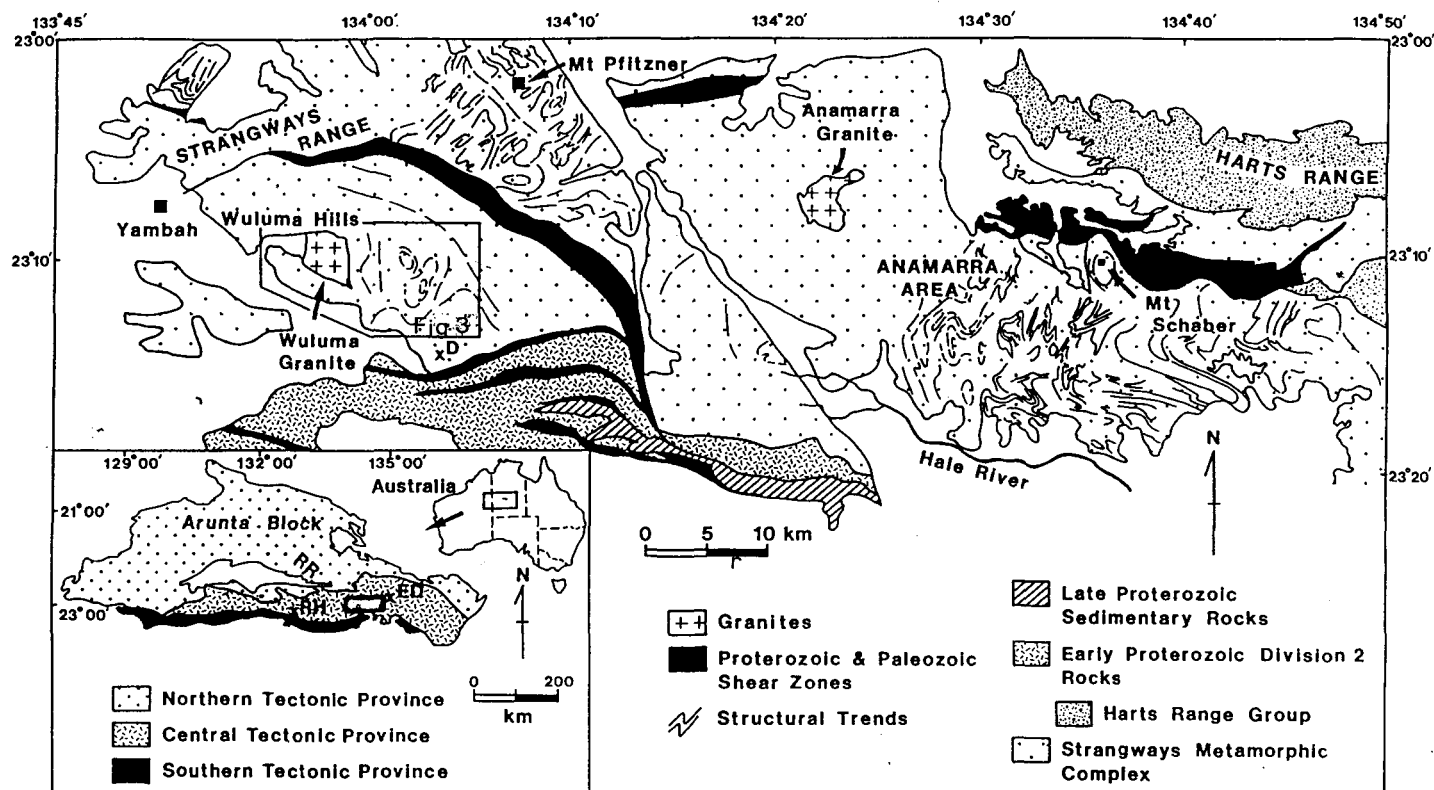 133°45′ 134°00′ 134°10′ 134°20′ 134°30′ 134°40′ 134°50′
23°00′ 23°00′
Mt Pfitzner
Anamarra
Granite
STRANGWAYS
RANGE
HARTS RANGE
Yambah
Wuluma Hills
23°10′ 23°10′
ANAMARRA
AREA
Mt
Schaber
Fig 3
xD
Wuluma
Granite
N
Hale River
23°20′
129°00′ 132°00′ 135°00′
Australia
21°00′
Arunta Block
RR
N
ED
RH
23°00′
0 5 10 km
0 200
km
Northern Tectonic Province
Central Tectonic Province
Southern Tectonic Province
Granites
Proterozoic & Paleozoic
Shear Zones
Structural Trends
Late Proterozoic
Sedimentary Rocks
Early Proterozoic Division 2
Rocks
Harts Range Group
Strangways Metamorphic
Complex